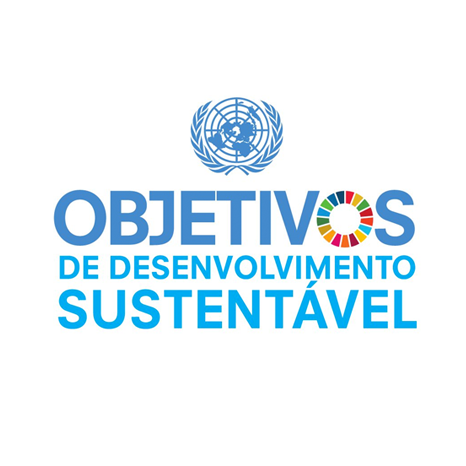 OBJETIVOS
DE DESENVOLVIMENTO
SUSTENTÁVEL